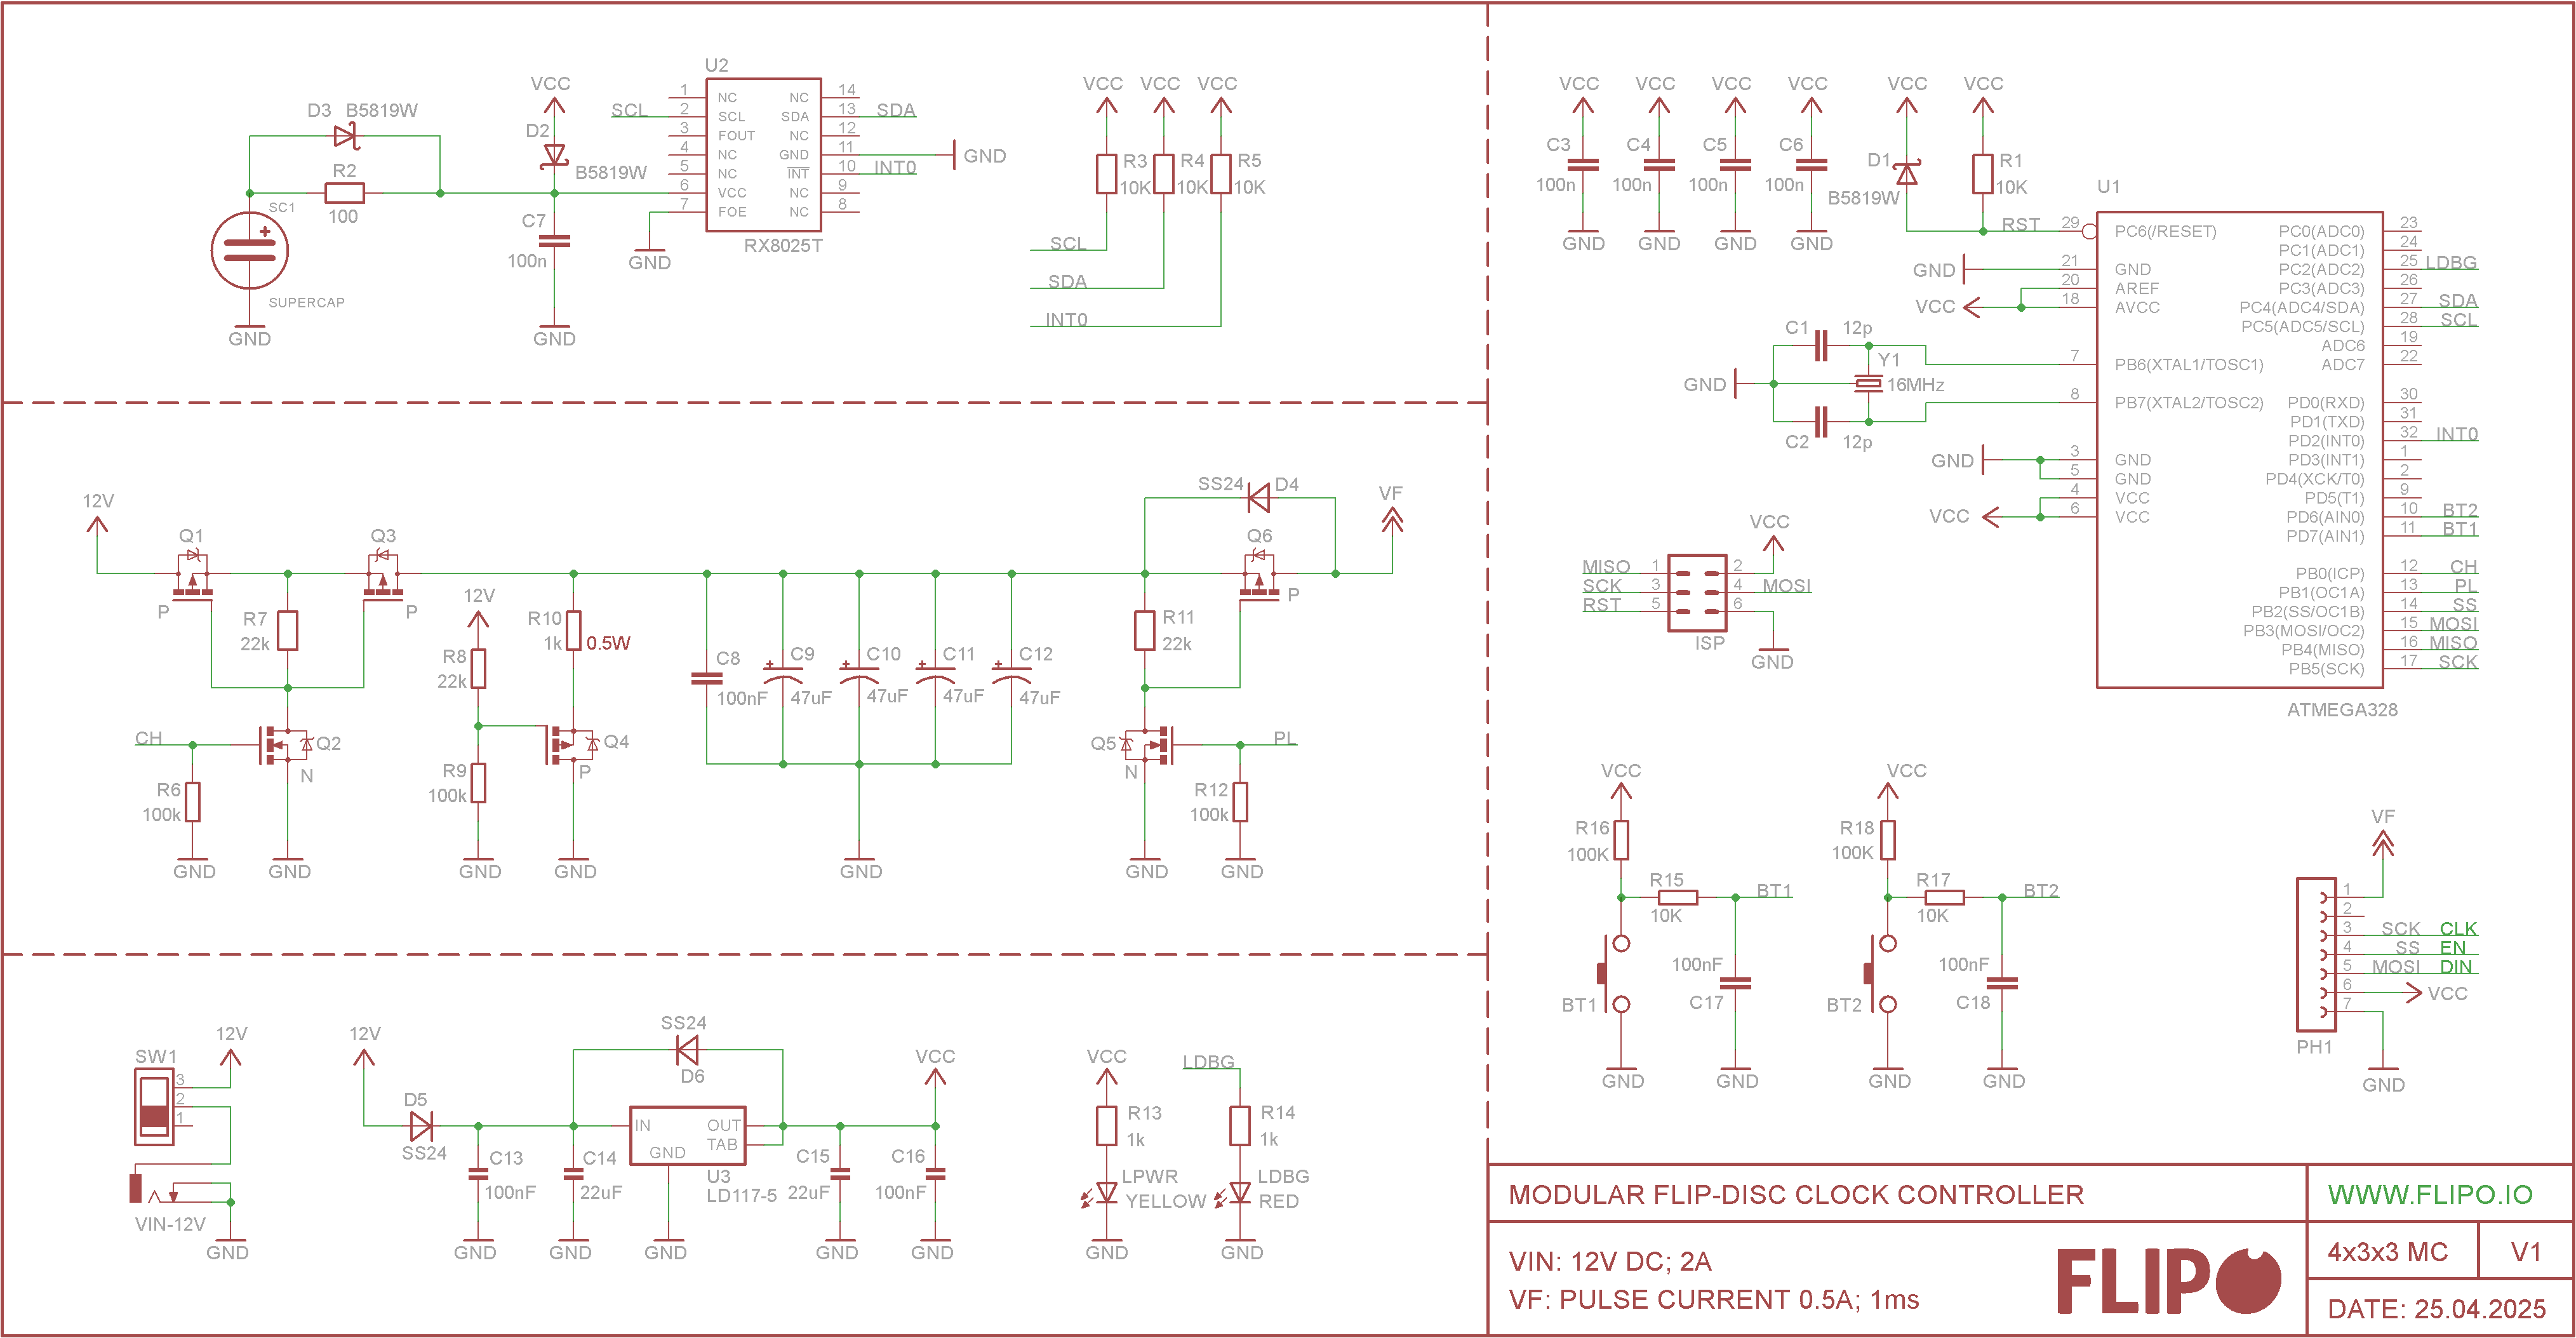 U2
VCC
D3 B5819W
D2
B5819W
R2
100
SC1
SUPERCAP
GND
C7
100n
GND
SCL
1 NC NC 14
2 SCL SDA 13
3 FOUT NC 12
4 NC GND 11
5 NC INT 10
6 VCC NC 9
7 FOE NC 8
SDA
GND
INT0
GND
RX8025T
VCC VCC VCC
R3 R4 R5
10K 10K 10K
SCL
SDA
INT0
12V
Q1
P
Q3
P
R7
22k
CH
Q2
N
R6
100k
GND GND
12V
R8
22k
R9
100k
GND
R10
1k 0.5W
Q4
P
GND
C8
100nF
C9
47uF
C10
47uF
C11
47uF
C12
47uF
GND
SS24 D4
Q6
P
VF
R11
22k
Q5
N
PL
R12
100k
GND GND
SW1
12V
3
2
1
VIN-12V
GND
12V
D5
SS24
C13
100nF
GND
C14
22uF
GND
SS24
D6
IN OUT
TAB
GND
U3
LD117-5
GND
C15
22uF
GND
C16
100nF
VCC
GND
VCC
R13
1k
LPWR
YELLOW
GND
LDBG
R14
1k
LDBG
RED
GND
VCC VCC VCC VCC VCC VCC
C3 C4 C5 C6
100n 100n 100n 100n
GND GND GND GND
D1
B5819W
R1
10K
RST
U1
29 PC6(/RESET)
GND 21 GND
20 AREF
VCC 18 AVCC
C1 12p
Y1
16MHz
GND
C2 12p
7 PB6(XTAL1/TOSC1)
8 PB7(XTAL2/TOSC2)
GND 3 GND
5 GND
4 VCC
VCC 6 VCC
PC0(ADC0) 23
PC1(ADC1) 24
PC2(ADC2) 25 LDBG
PC3(ADC3) 26
PC4(ADC4/SDA) 27 SDA
PC5(ADC5/SCL) 28 SCL
ADC6 19
ADC7 22
PD0(RXD) 30
PD1(TXD) 31
PD2(INT0) 32 INT0
PD3(INT1) 1
PD4(XCK/T0) 2
PD5(T1) 9
PD6(AIN0) 10 BT2
PD7(AIN1) 11 BT1
PB0(ICP) 12 CH
PB1(OC1A) 13 PL
PB2(SS/OC1B) 14 SS
PB3(MOSI/OC2) 15 MOSI
PB4(MISO) 16 MISO
PB5(SCK) 17 SCK
ATMEGA328
VCC
MISO 1 2
SCK 3 4 MOSI
RST 5 6
ISP
GND
VCC
R16
100K
R15
10K
BT1
100nF
C17
BT1
GND GND
VCC
R18
100K
R17
10K
BT2
100nF
C18
BT2
GND GND
VF
1
2
3 SCK CLK
4 SS EN
5 MOSI DIN
6 VCC
7
PH1
GND
MODULAR FLIP-DISC CLOCK CONTROLLER
WWW.FLIPO.IO
VIN: 12V DC; 2A
VF: PULSE CURRENT 0.5A; 1ms
FLIPO
4x3x3 MC
V1
DATE: 25.04.2025